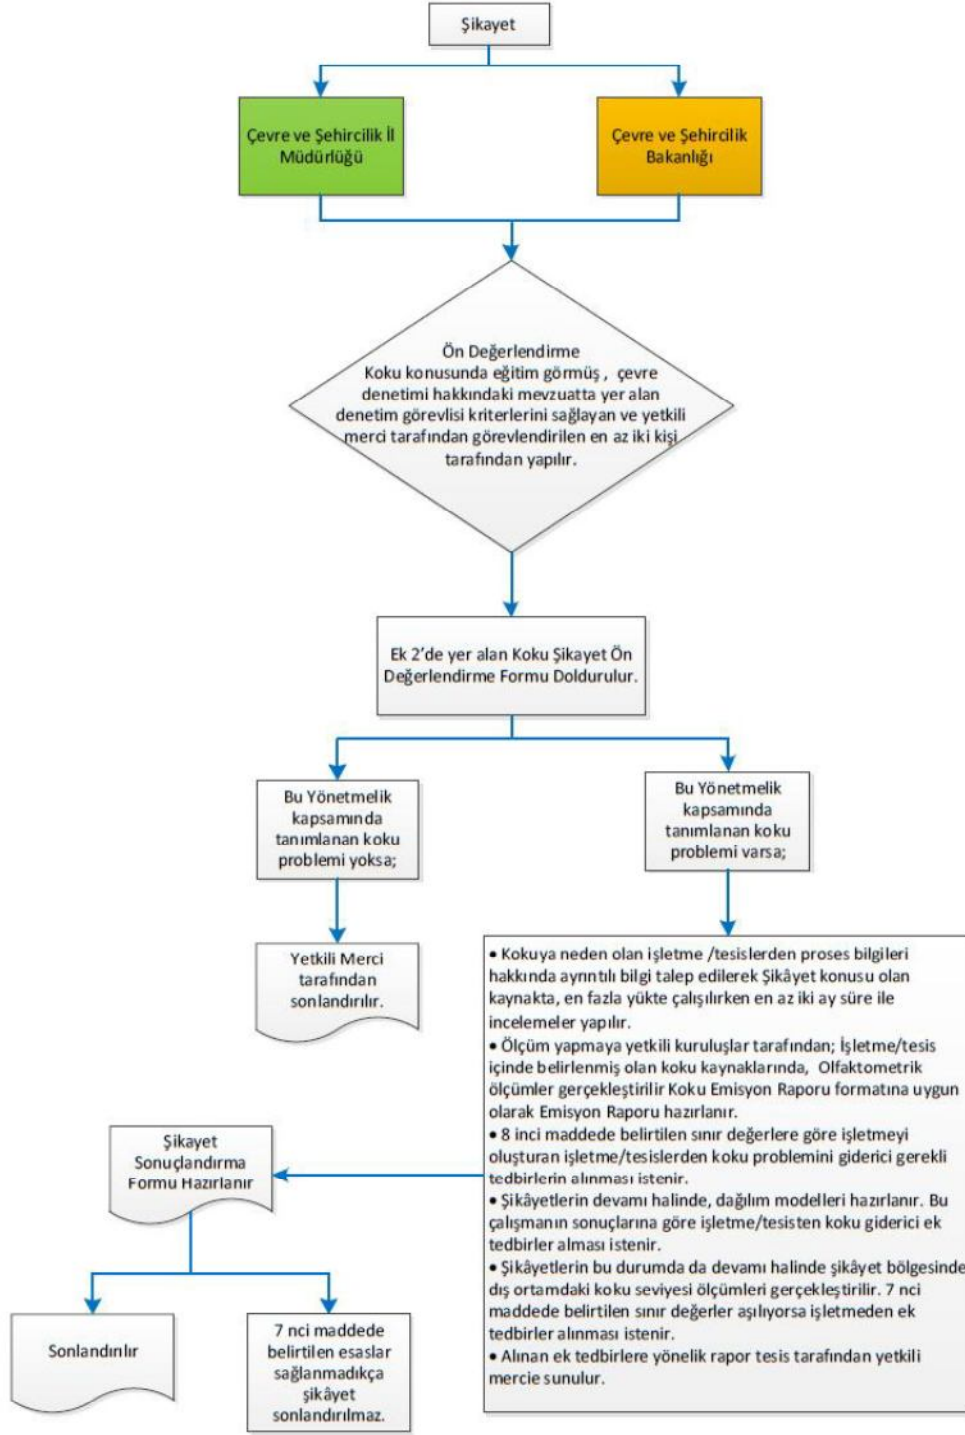 Şikayet
Çevre ve Şehircilik İl
Müdürlüğü
Çevre ve Şehircilik
Bakanlığı
Ön Değerlendirme
Koku konusunda eğitim görmüş , çevre
denetimi hakkındaki mevzuatta yer alan
denetim görevlisi kriterlerini sağlayan ve yetkili
merci tarafından görevlendirilen en az iki kişi
tarafından yapılır.
Ek 2'de yer alan Koku Şikayet Ön
Değerlendirme Formu Doldurulur.
Bu Yönetmelik
kapsamında
tanımlanan koku
problemi yoksa;
Bu Yönetmelik
kapsamında
tanımlanan koku
problemi varsa;
Yetkili Merci
tarafından
sonlandırılır.
• Kokuya neden olan işletme /tesislerden proses bilgileri
hakkında ayrıntılı bilgi talep edilerek Şikâyet konusu olan
kaynakta, en fazla yükte çalışılırken en az iki ay süre ile
incelemeler yapılır.
• Ölçüm yapmaya yetkili kuruluşlar tarafından; İşletme/tesis
içinde belirlenmiş olan koku kaynaklarında, Olfaktometrik
ölçümler gerçekleştirilir Koku Emisyon Raporu formatına uygun
olarak Emisyon Raporu hazırlanır.
• 8 inci maddede belirtilen sınır değerlere göre işletmeyi
oluşturan işletme/tesislerden koku problemini giderici gerekli
tedbirlerin alınması istenir.
• Şikâyetlerin devamı halinde, dağılım modelleri hazırlanır. Bu
çalışmanın sonuçlarına göre işletme/tesisten koku giderici ek
tedbirler alması istenir.
• Şikâyetlerin bu durumda da devamı halinde şikâyet bölgesinde
dış ortamdaki koku seviyesi ölçümleri gerçekleştirilir. 7 nci
maddede belirtilen sınır değerler aşılıyorsa işletmeden ek
tedbirler alınması istenir.
• Alınan ek tedbirlere yönelik rapor tesis tarafından yetkili
mercie sunulur.
Şikayet
Sonuçlandırma
Formu Hazırlanır
Sonlandırılır
7 nci maddede
belirtilen esaslar
sağlanmadıkça
şikâyet
sonlandırılmaz.